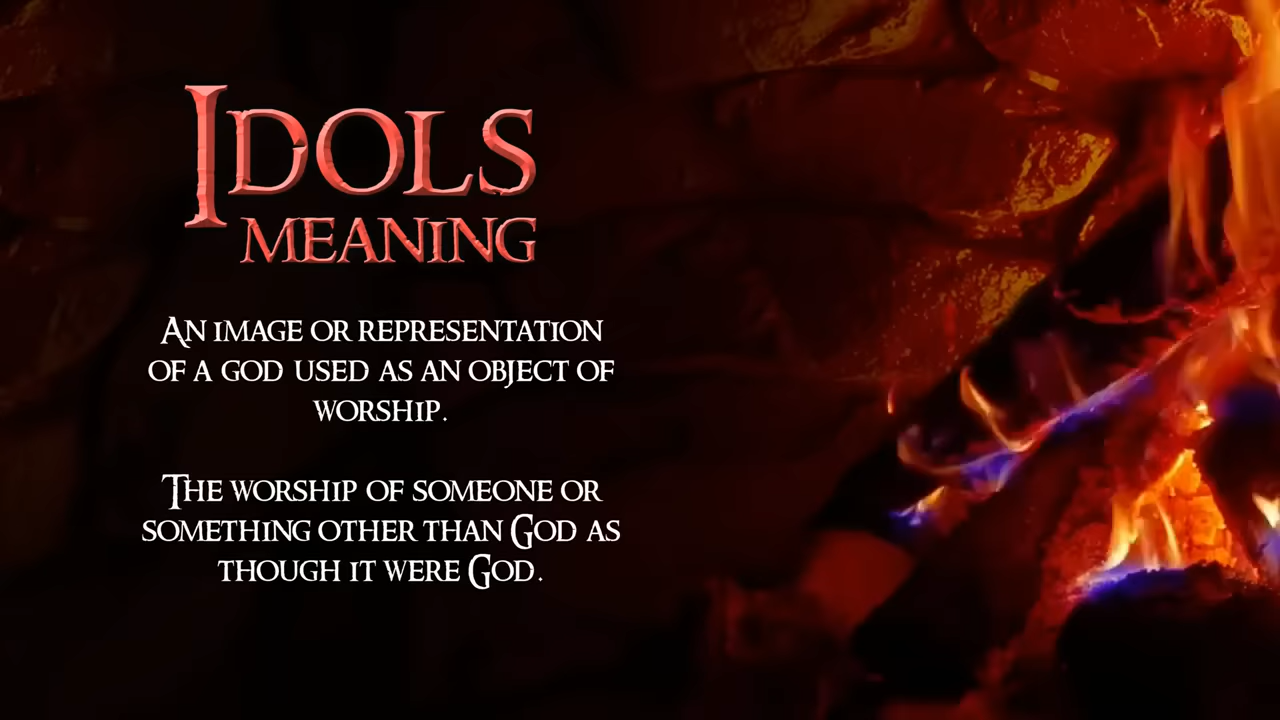 Idols
meaning
An image or representation
of a god used as an object of
worship.
The worship of someone or
something other than God as
though it were God.